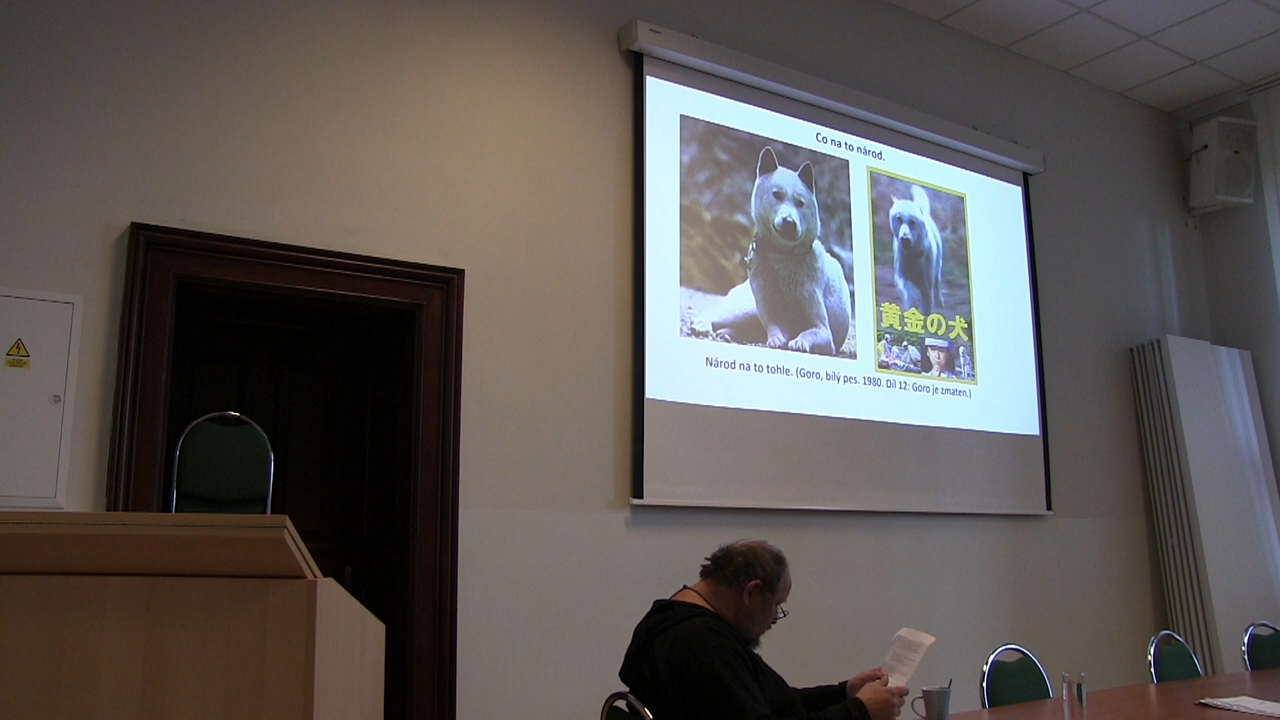 Co na to národ.
黄金の犬
Národ na to tohle. (Goro, bílý pes. 1980. Díl 12: Goro je zmaten.)